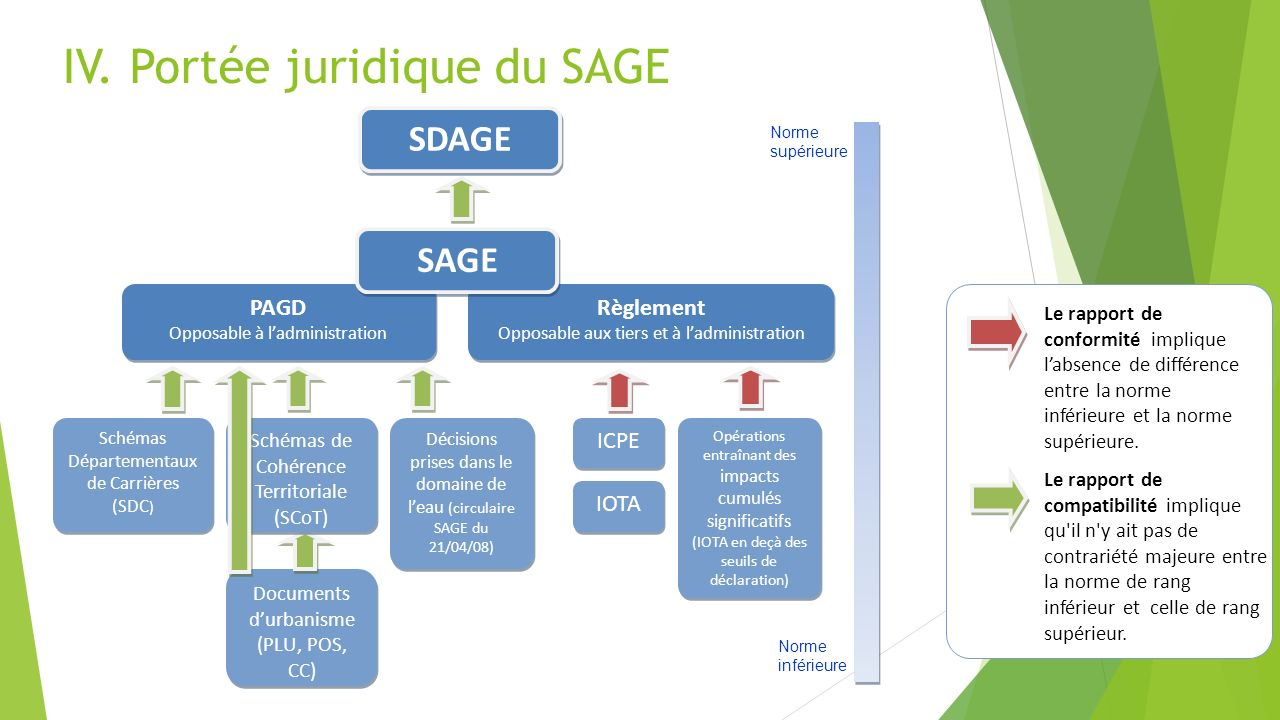 IV. Portée juridique du SAGE
SDAGE
Norme
supérieure
SAGE
PAGD
Opposable à l’administration
Règlement
Opposable aux tiers et à l’administration
Schémas
Départementaux
de Carrières
(SDC)
Schémas de
Cohérence
Territoriale
(SCoT)
Décisions
prises dans le
domaine de
l’eau (circulaire
SAGE du
21/04/08)
ICPE
IOTA
Opérations
entraînant des
impacts
cumulés
significatifs
(IOTA en deçà des
seuils de
déclaration)
Documents
d’urbanisme
(PLU, POS,
CC)
Norme
inférieure
Le rapport de
conformité implique
l’absence de différence
entre la norme
inférieure et la norme
supérieure.
Le rapport de
compatibilité implique
qu'il n'y ait pas de
contrariété majeure entre
la norme de rang
inférieur et celle de rang
supérieur.